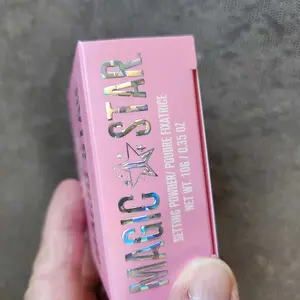 MAGIC STAR
SETTING POWDER/ POUDRE FIXATRICE
NET WT. 10G / 0.35 OZ